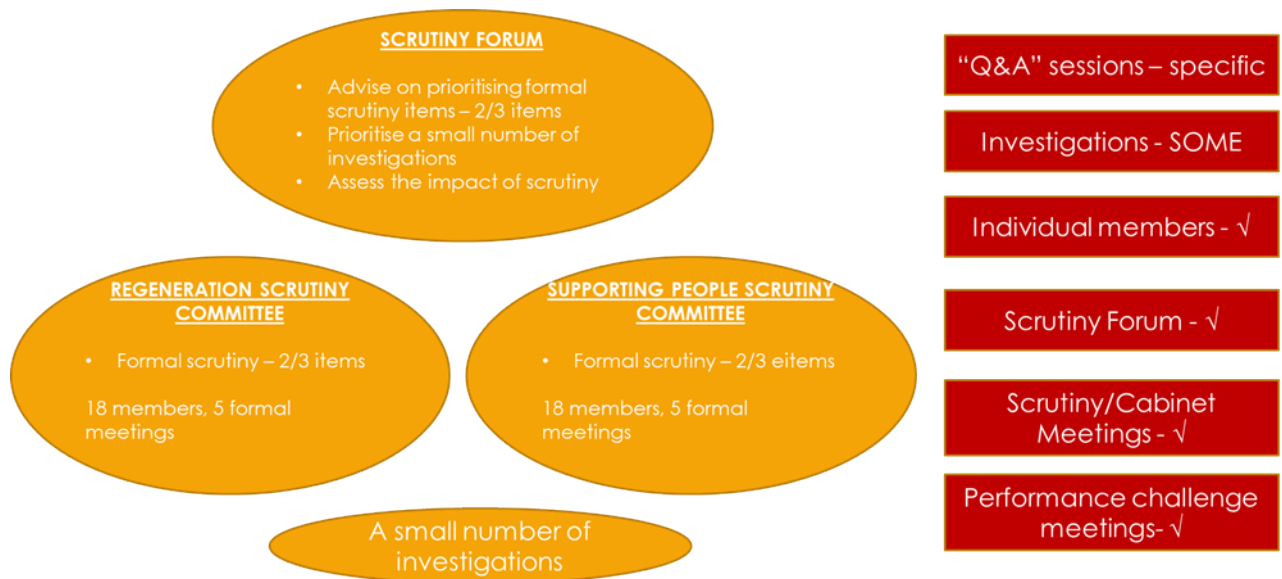 SCRUTINY FORUM
• Advise on prioritising formal
scrutiny items – 2/3 items
• Prioritise a small number of
investigations
• Assess the impact of scrutiny
REGENERATION SCRUTINY
COMMITTEE
• Formal scrutiny – 2/3 items
18 members, 5 formal
meetings
SUPPORTING PEOPLE SCRUTINY
COMMITTEE
• Formal scrutiny – 2/3 eitems
18 members, 5 formal
meetings
A small number of
investigations
“Q&A” sessions – specific
Investigations - SOME
Individual members - √
Scrutiny Forum - √
Scrutiny/Cabinet
Meetings - √
Performance challenge
meetings- √